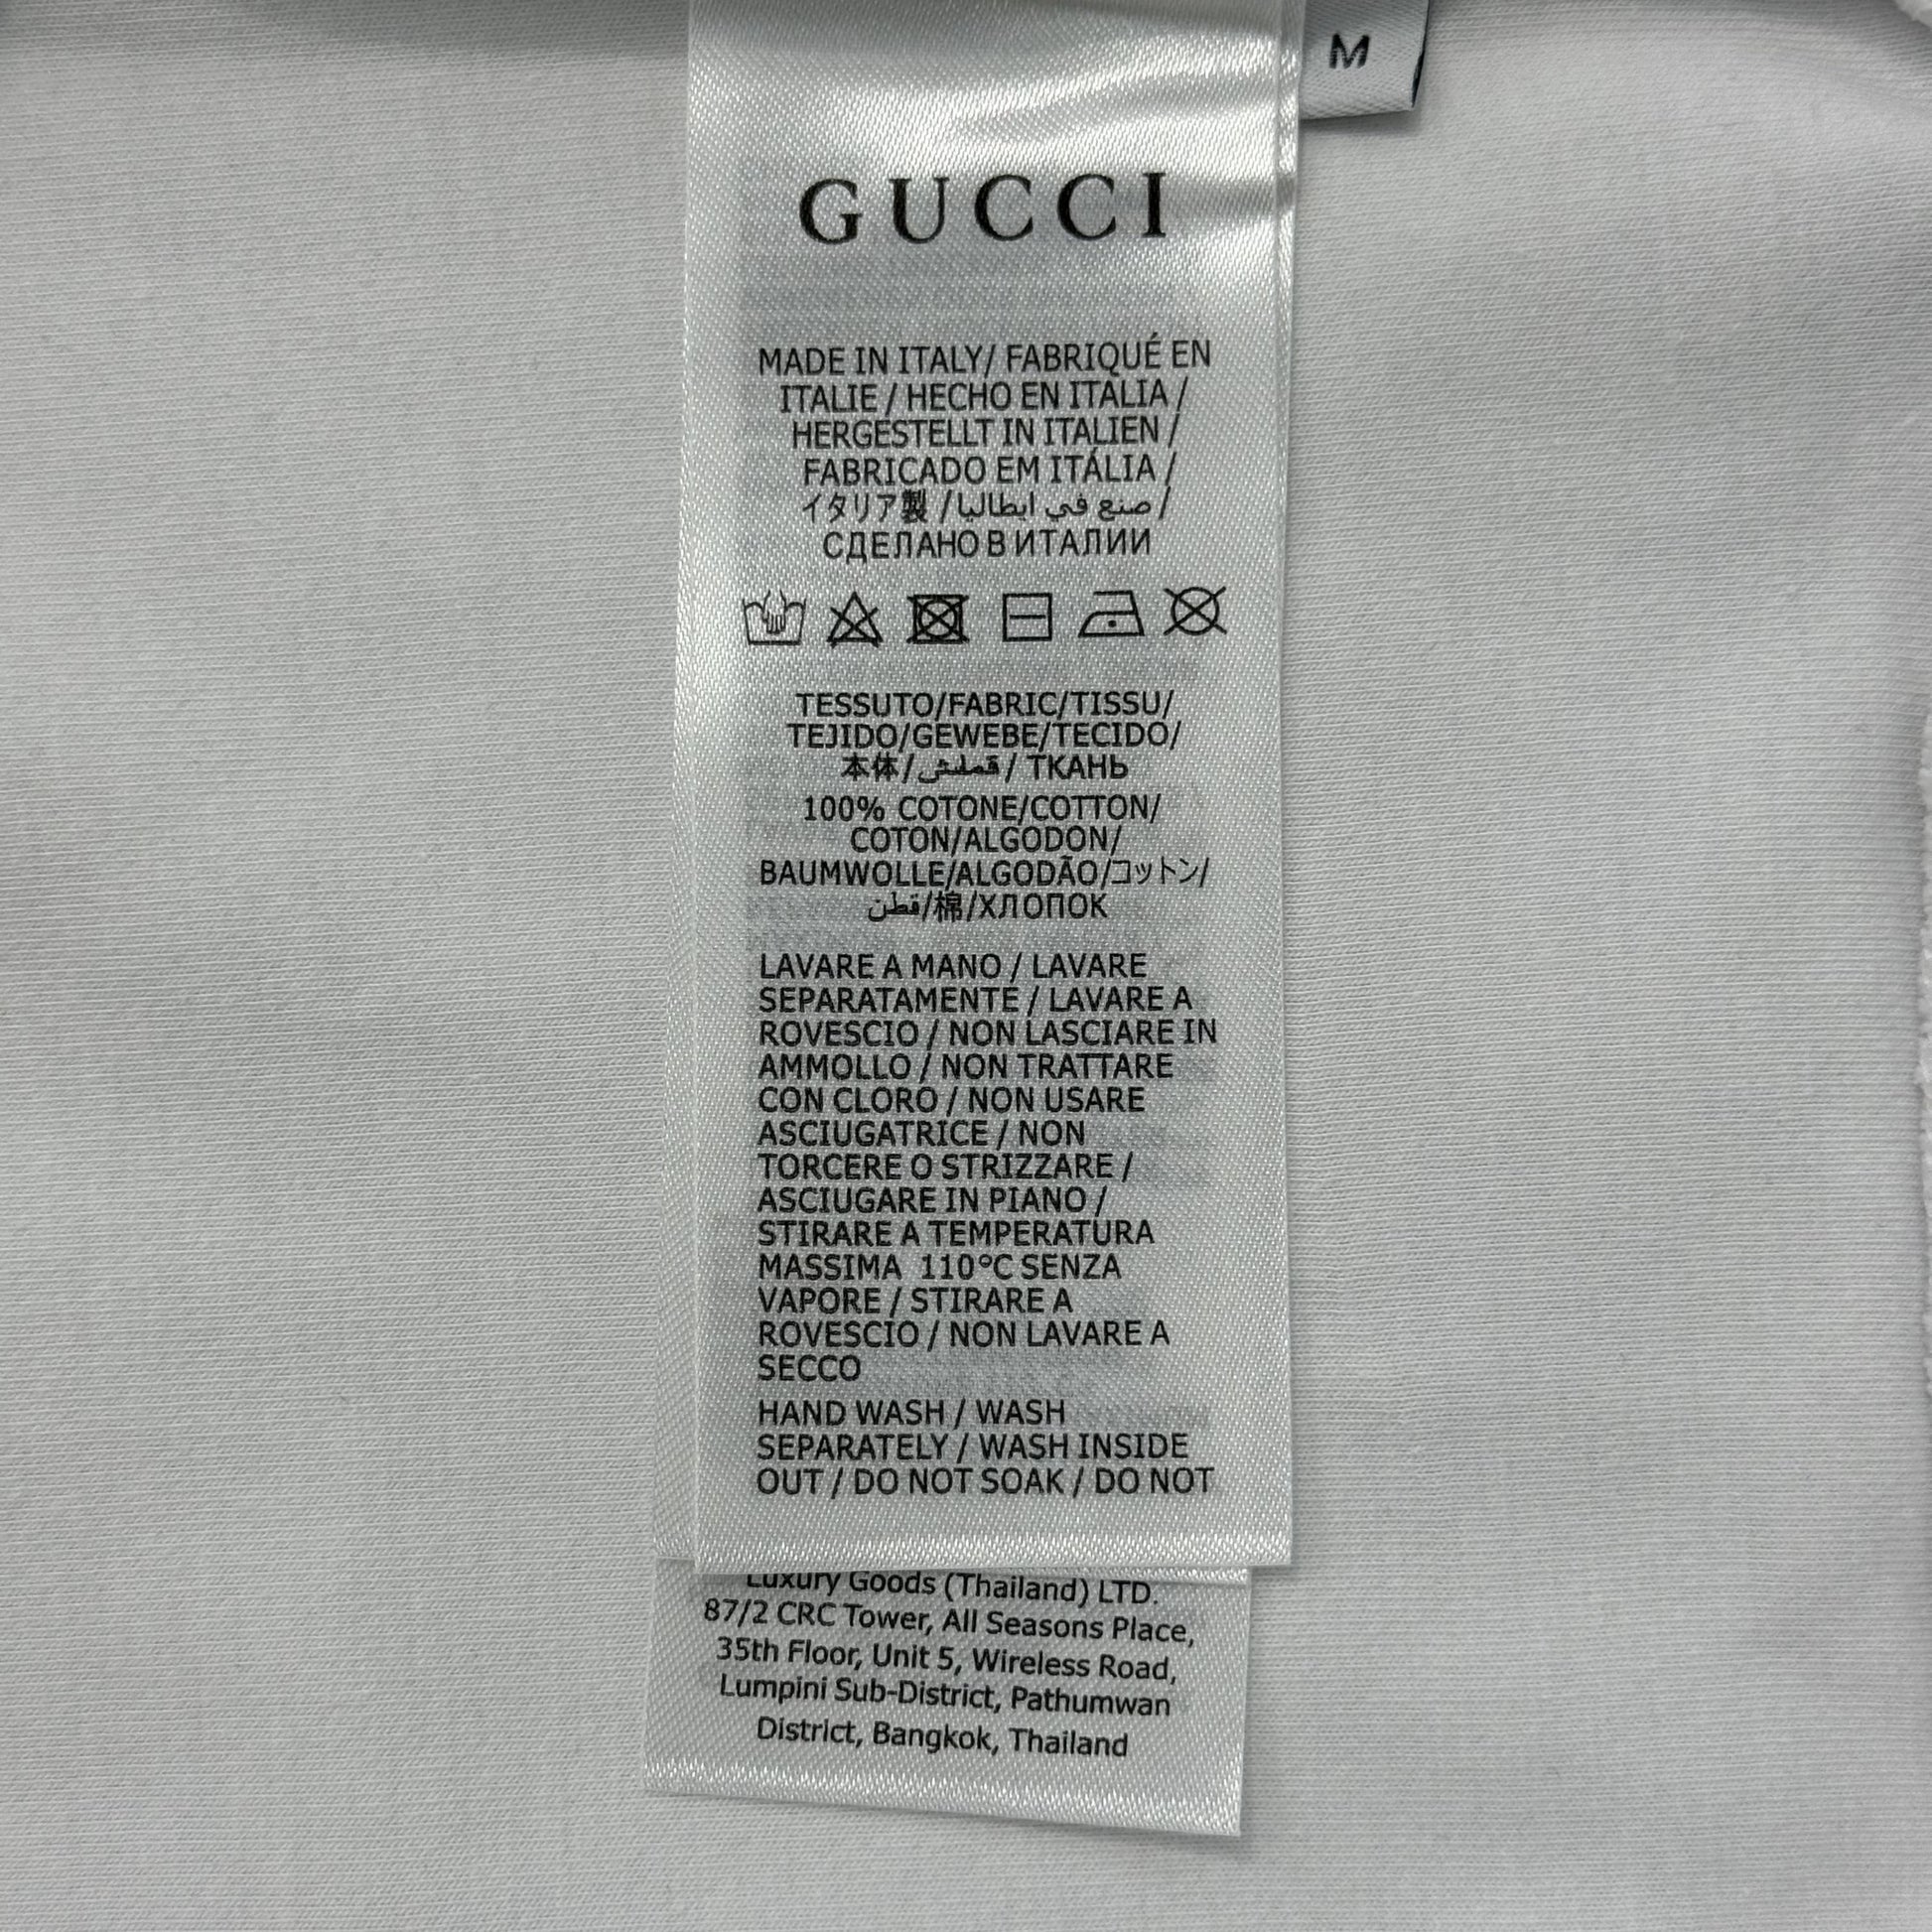 M
GUCCI
MADE IN ITALY/ FABRIQUÉ EN
ITALIE / HECHO EN ITALIA /
HERGESTELLT IN ITALIEN /
FABRICADO EM ITÁLIA /
イタリア製 /صنع في ايطاليا /
СДЕЛАНО В ИТАЛИИ
TESSUTO/FABRIC/TISSU/
TEJIDO/GEWEBE/TECIDO/
本体/قملش/ ТКАНЬ
100% COTONE/COTTON/
COTON/ALGODON/
BAUMWOLLE/ALGODÃO/コットン/
قطن/棉/ХЛОПОК
LAVARE A MANO / LAVARE
SEPARATAMENTE / LAVARE A
ROVESCIO / NON LASCIARE IN
AMMOLLO / NON TRATTARE
CON CLORO / NON USARE
ASCIUGATRICE / NON
TORCERE O STRIZZARE /
ASCIUGARE IN PIANO /
STIRARE A TEMPERATURA
MASSIMA 110°C SENZA
VAPORE / STIRARE A
ROVESCIO / NON LAVARE A
SECCO
HAND WASH / WASH
SEPARATELY / WASH INSIDE
OUT / DO NOT SOAK / DO NOT
Luxury Goods (Thailand) LTD.
87/2 CRC Tower, All Seasons Place,
35th Floor, Unit 5, Wireless Road,
Lumpini Sub-District, Pathumwan
District, Bangkok, Thailand